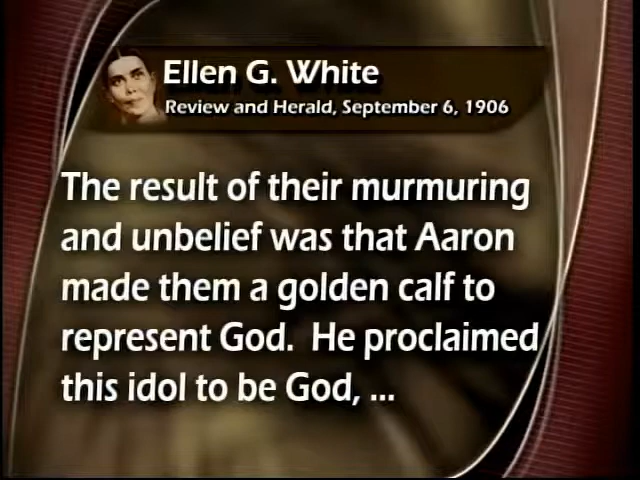 Ellen G. White
Review and Herald, September 6, 1906
The result of their murmuring
and unbelief was that Aaron
made them a golden calf to
represent God.  He proclaimed
this idol to be God, ...